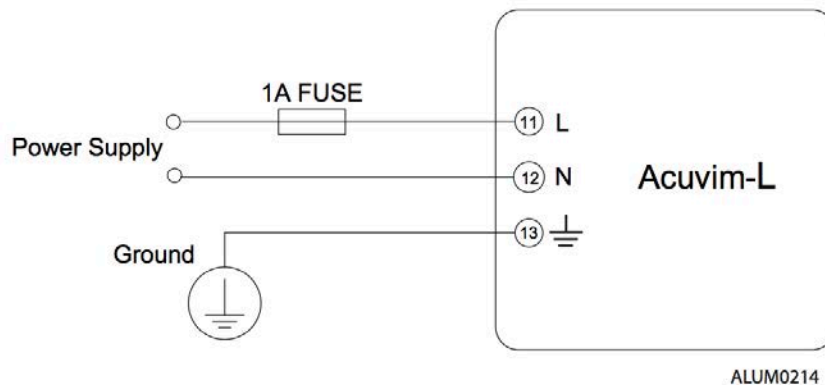 1A FUSE
11 L
Power Supply
12 N
Acuvim-L
13
Ground
ALUM0214